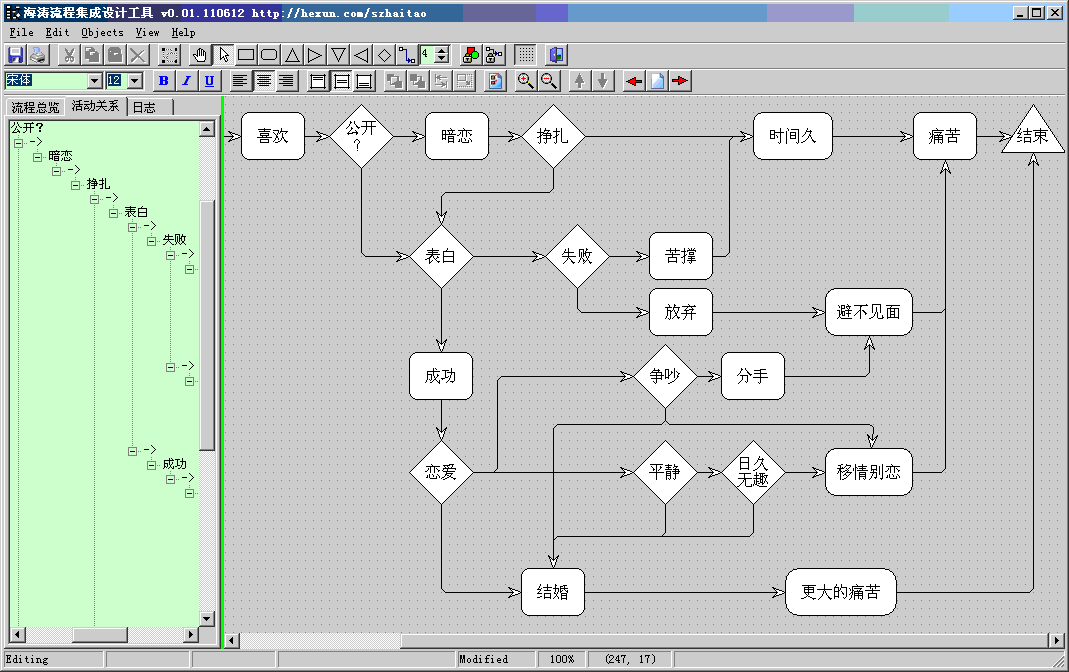 海涛流程集成设计工具 v0.01.110612 http://hexun.com/szhaitao
File Edit Objects View Help
4
宋体 12 B I U
流程总览 活动关系 日志
公开?
->
暗恋
->
挣扎
->
表白
->
失败
->
->
->
成功
->
喜欢
公开
?
暗恋
挣扎
时间久
痛苦
结束
表白
失败
苦撑
放弃
避不见面
成功
争吵
分手
恋爱
平静
日久
无趣
移情别恋
结婚
更大的痛苦
Editing Modified 100% (247, 17)